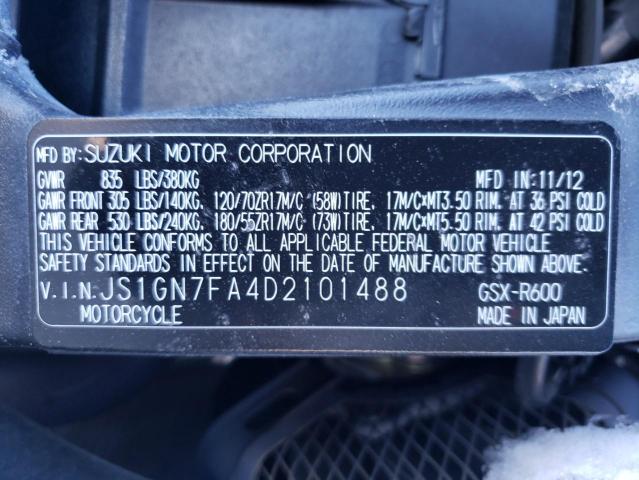 MFD BY: SUZUKI MOTOR CORPORATION
GVWR 835 LBS/380KG MFD IN: 11/12
GAWR FRONT 305 LBS/140KG, 120/70ZR17M/C (58W)TIRE, 17M/C×MT3.50 RIM, AT 36 PSI COLD
GAWR REAR 530 LBS/240KG, 180/55ZR17M/C (73W)TIRE, 17M/C×MT5.50 RIM, AT 42 PSI COLD
THIS VEHICLE CONFORMS TO ALL APPLICABLE FEDERAL MOTOR VEHICLE
SAFETY STANDARDS IN EFFECT ON THE DATE OF MANUFACTURE SHOWN ABOVE.
V.I.N: JS1GN7FA4D2101488 GSX-R600
MOTORCYCLE MADE IN JAPAN